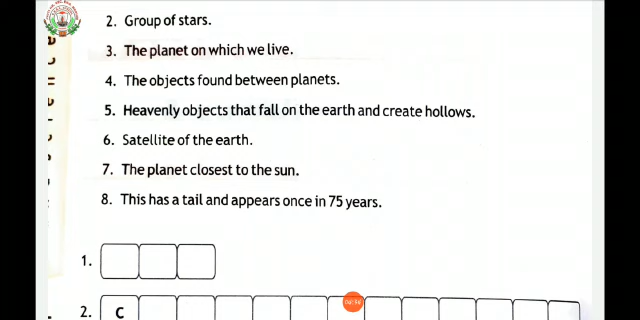 2. Group of stars.
3. The planet on which we live.
4. The objects found between planets.
5. Heavenly objects that fall on the earth and create hollows.
6. Satellite of the earth.
7. The planet closest to the sun.
8. This has a tail and appears once in 75 years.
1.
2. C